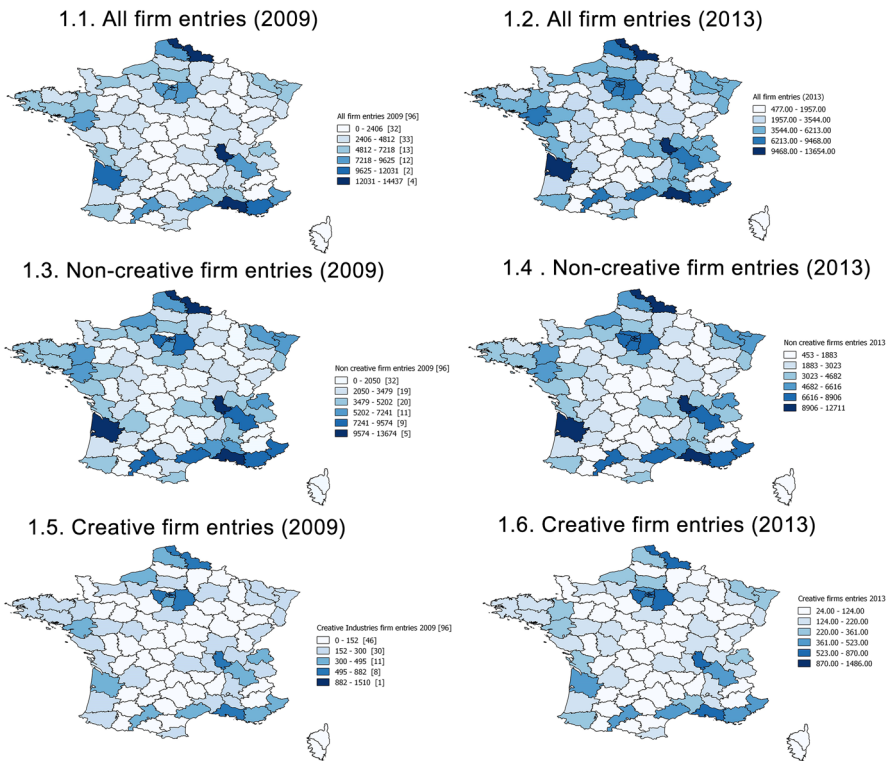 1.1. All firm entries (2009)
1.2. All firm entries (2013)
All firm entries 2009 [96]
0 - 2406 [32]
2406 - 4812 [33]
4812 - 7218 [13]
7218 - 9625 [12]
9625 - 12031 [2]
12031 - 14437 [4]
All firm entries (2013)
477.00 - 1957.00
1957.00 - 3544.00
3544.00 - 6213.00
6213.00 - 9468.00
9468.00 - 13654.00
1.3. Non-creative firm entries (2009)
1.4 . Non-creative firm entries (2013)
Non creative firm entries 2009 [96]
0 - 2050 [32]
2050 - 3479 [19]
3479 - 5202 [20]
5202 - 7241 [11]
7241 - 9574 [9]
9574 - 13674 [5]
Non creative firms entries 2013
453 - 1883
1883 - 3023
3023 - 4682
4682 - 6616
6616 - 8906
8906 - 12711
1.5. Creative firm entries (2009)
1.6. Creative firm entries (2013)
Creative Industries firm entries 2009 [96]
0 - 152 [46]
152 - 300 [30]
300 - 495 [11]
495 - 882 [8]
882 - 1510 [1]
Creative firms entries 2013
24.00 - 124.00
124.00 - 220.00
220.00 - 361.00
361.00 - 523.00
523.00 - 870.00
870.00 - 1486.00